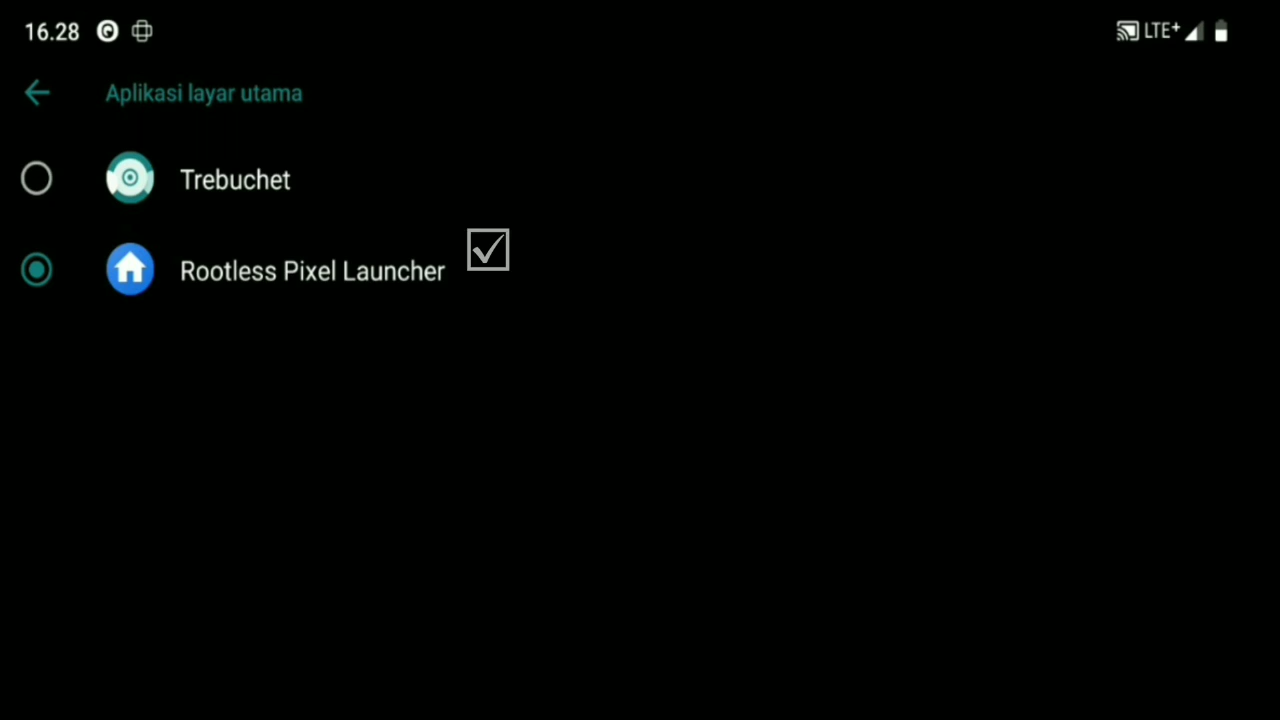 16.28
LTE+
Aplikasi layar utama
Trebuchet
Rootless Pixel Launcher